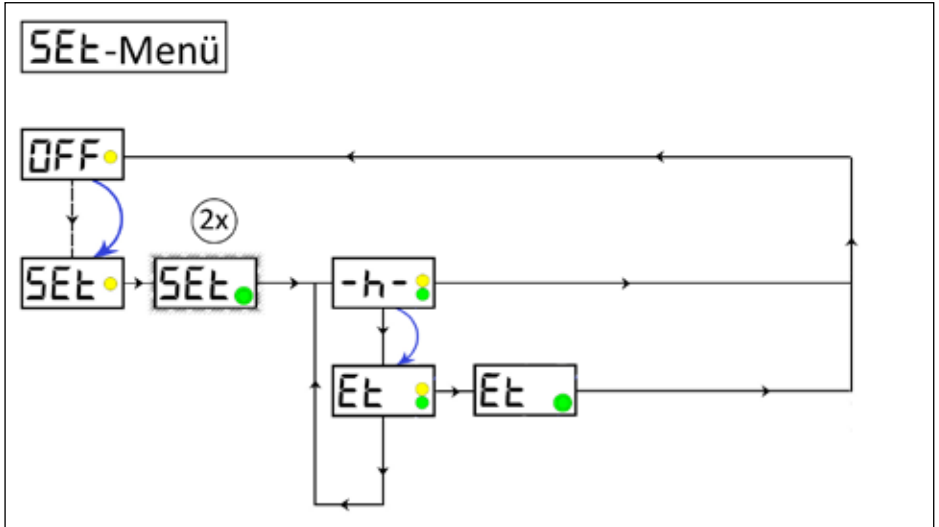 SEt-Menü
OFF
2x
SEt SEt -h-
Et Et